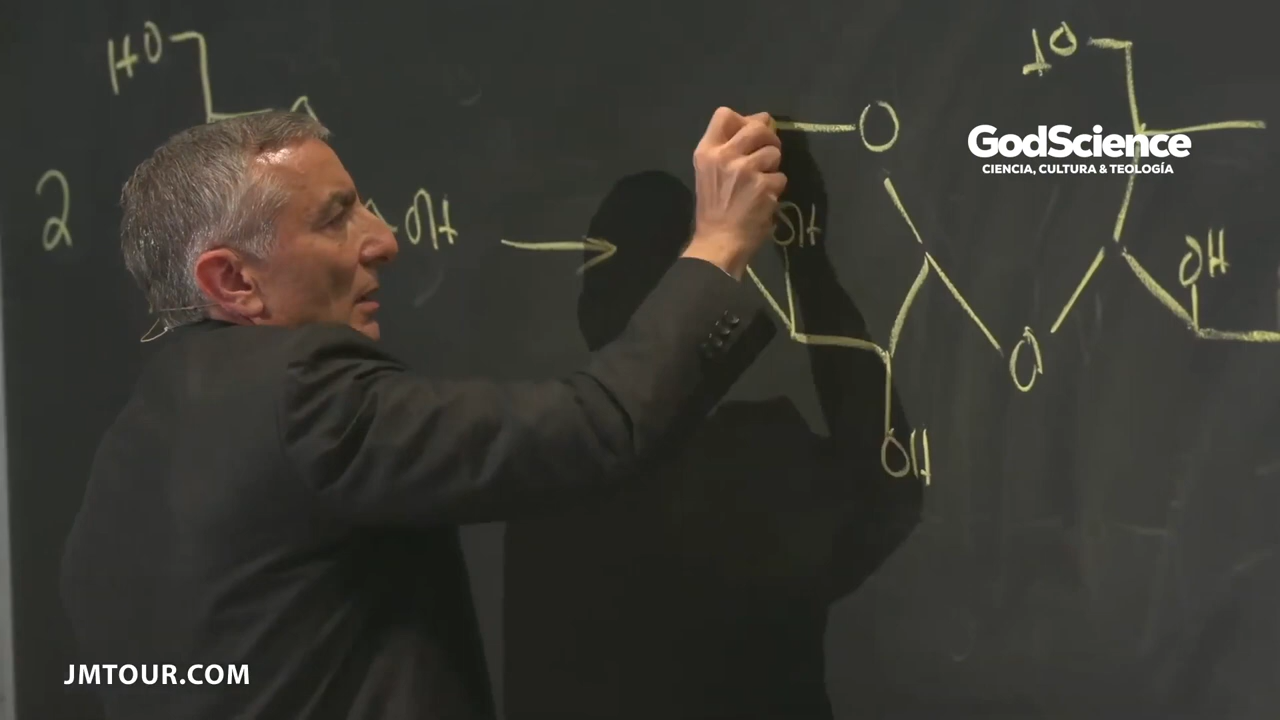 HO
HO
O
GodScience
CIENCIA, CULTURA & TEOLOGÍA
2
OH
OH
OH
O
OH
JMTOUR.COM